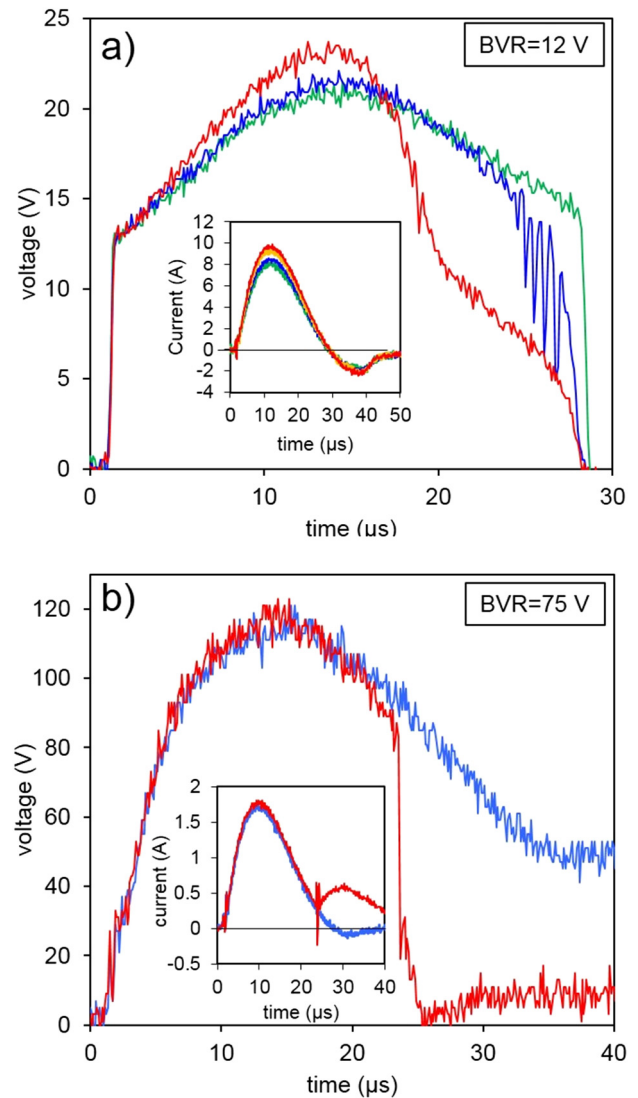 a)
BVR=12 V
25
20
15
10
5
0
voltage (V)
0 10 20 30
time (µs)
12
10
8
6
4
2
0
-2
-4
Current (A)
0 10 20 30 40 50
time (µs)
b)
BVR=75 V
120
100
80
60
40
20
0
voltage (V)
0 10 20 30 40
time (µs)
2
1.5
1
0.5
0
-0.5
current (A)
0 10 20 30 40
time (µs)